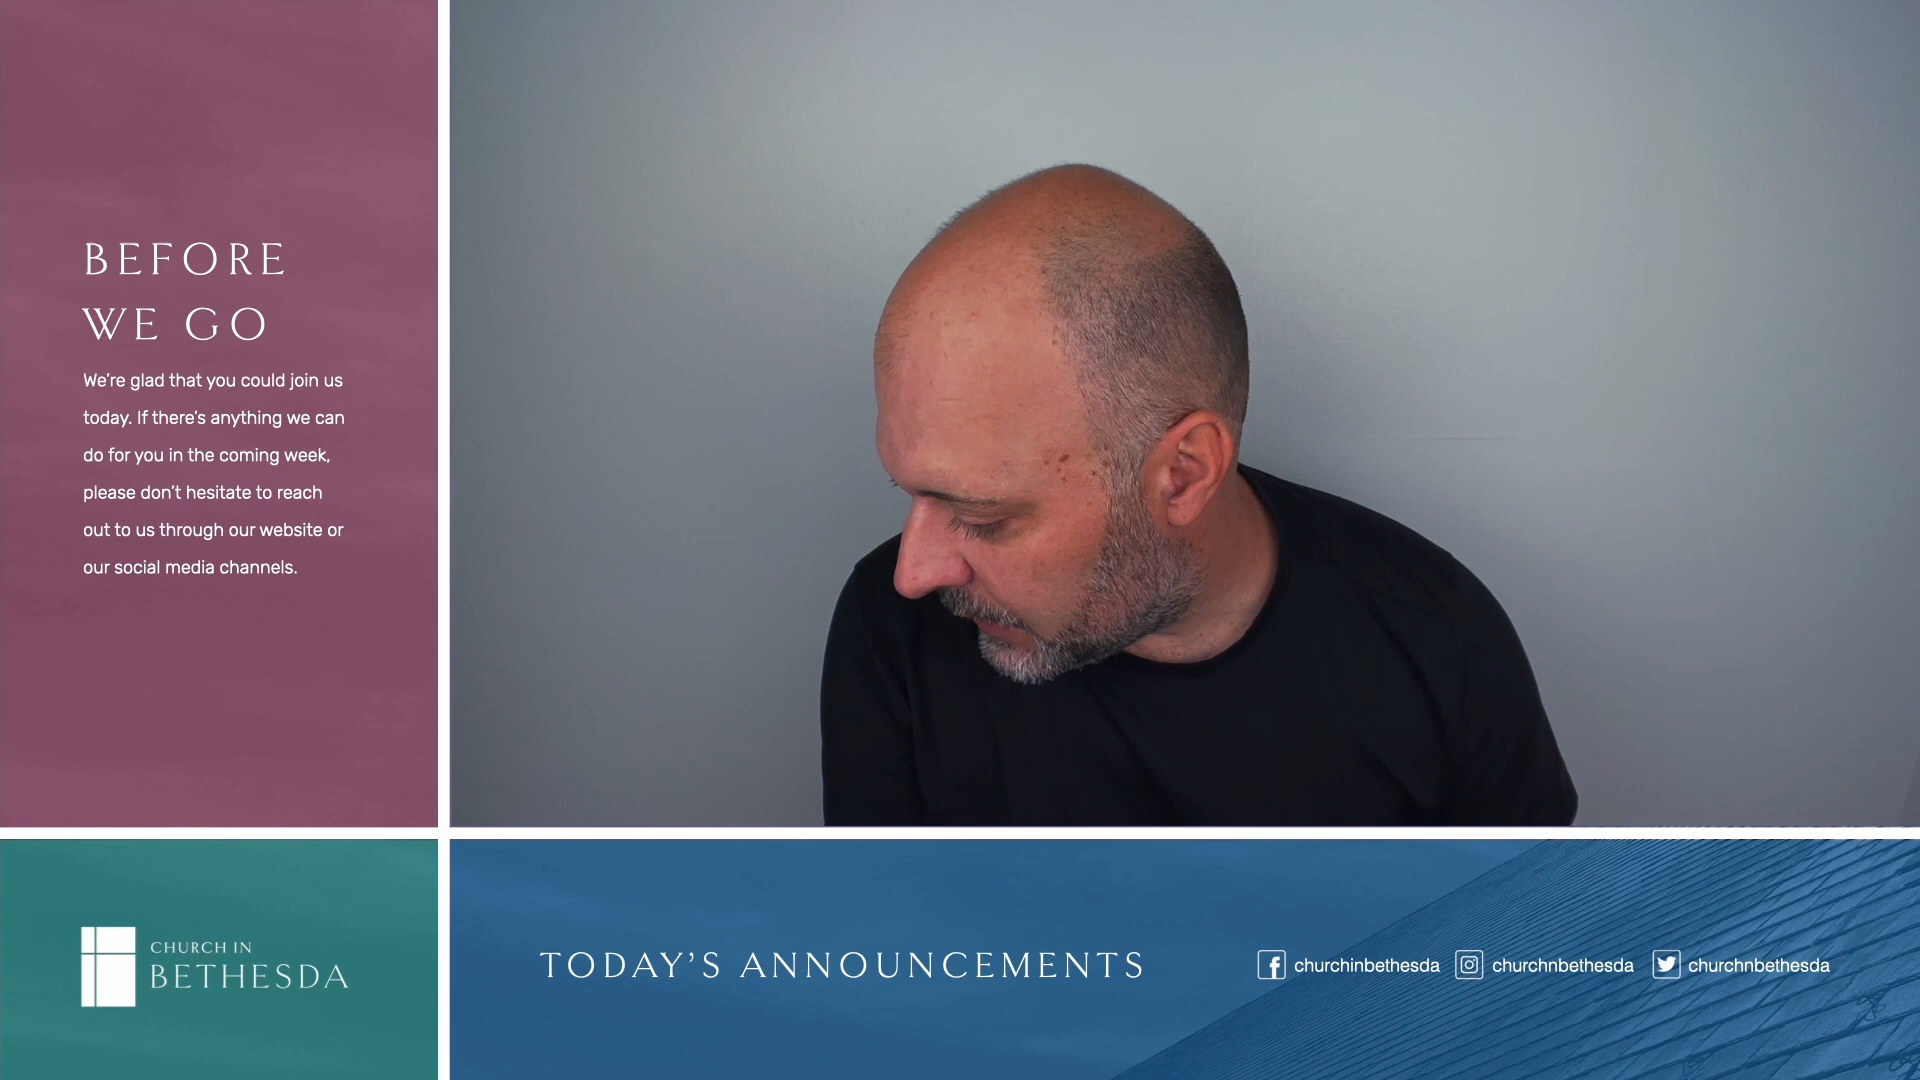 BEFORE
WE GO
We're glad that you could join us
today. If there's anything we can
do for you in the coming week,
please don't hesitate to reach
out to us through our website or
our social media channels.
CHURCH IN
BETHESDA
TODAY'S ANNOUNCEMENTS
churchinbethesda
churchnbethesda
churchnbethesda